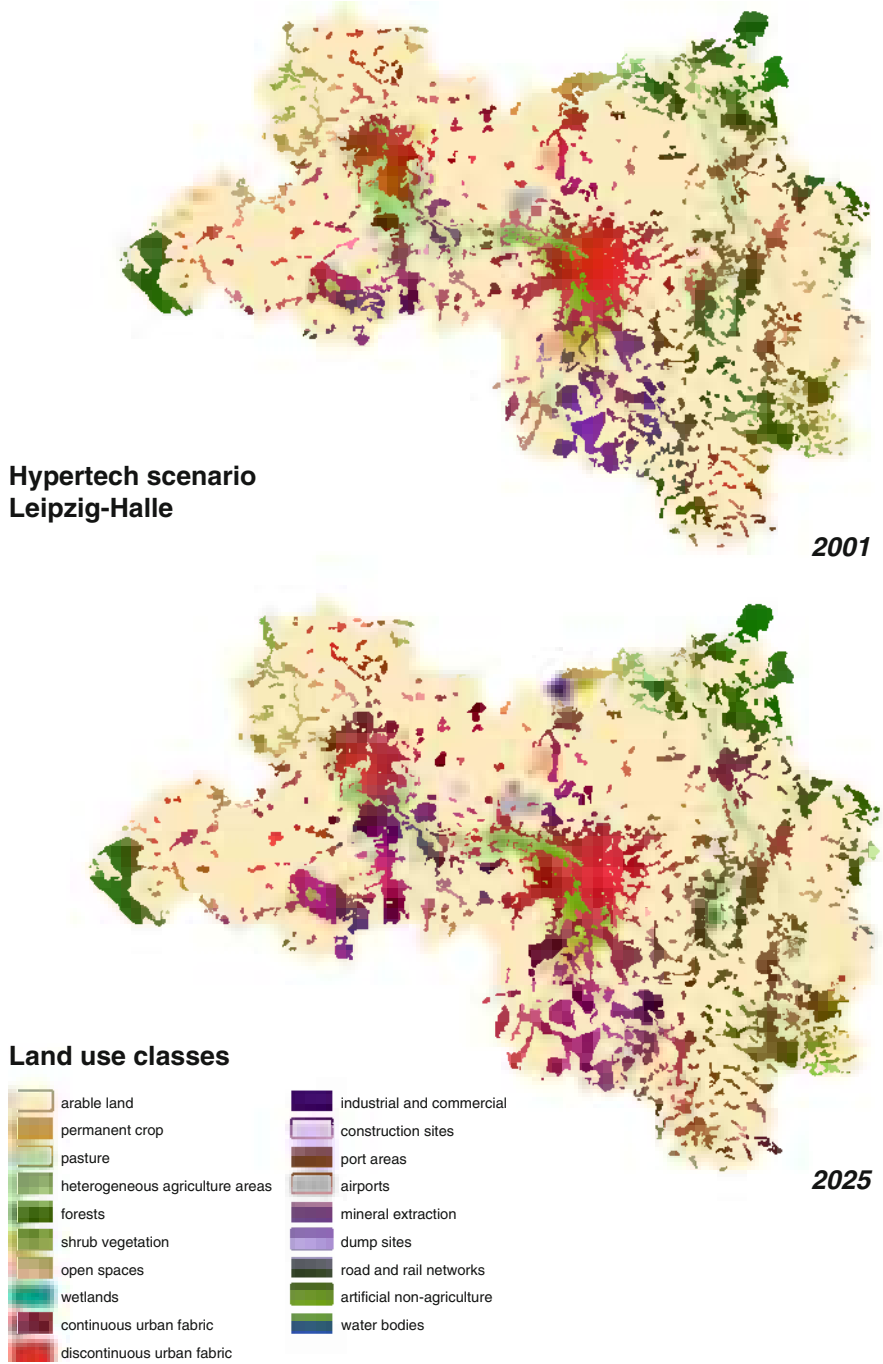 Hypertech scenario
Leipzig-Halle
2001
2025
Land use classes
arable land
permanent crop
pasture
heterogeneous agriculture areas
forests
shrub vegetation
open spaces
wetlands
continuous urban fabric
discontinuous urban fabric
industrial and commercial
construction sites
port areas
airports
mineral extraction
dump sites
road and rail networks
artificial non-agriculture
water bodies